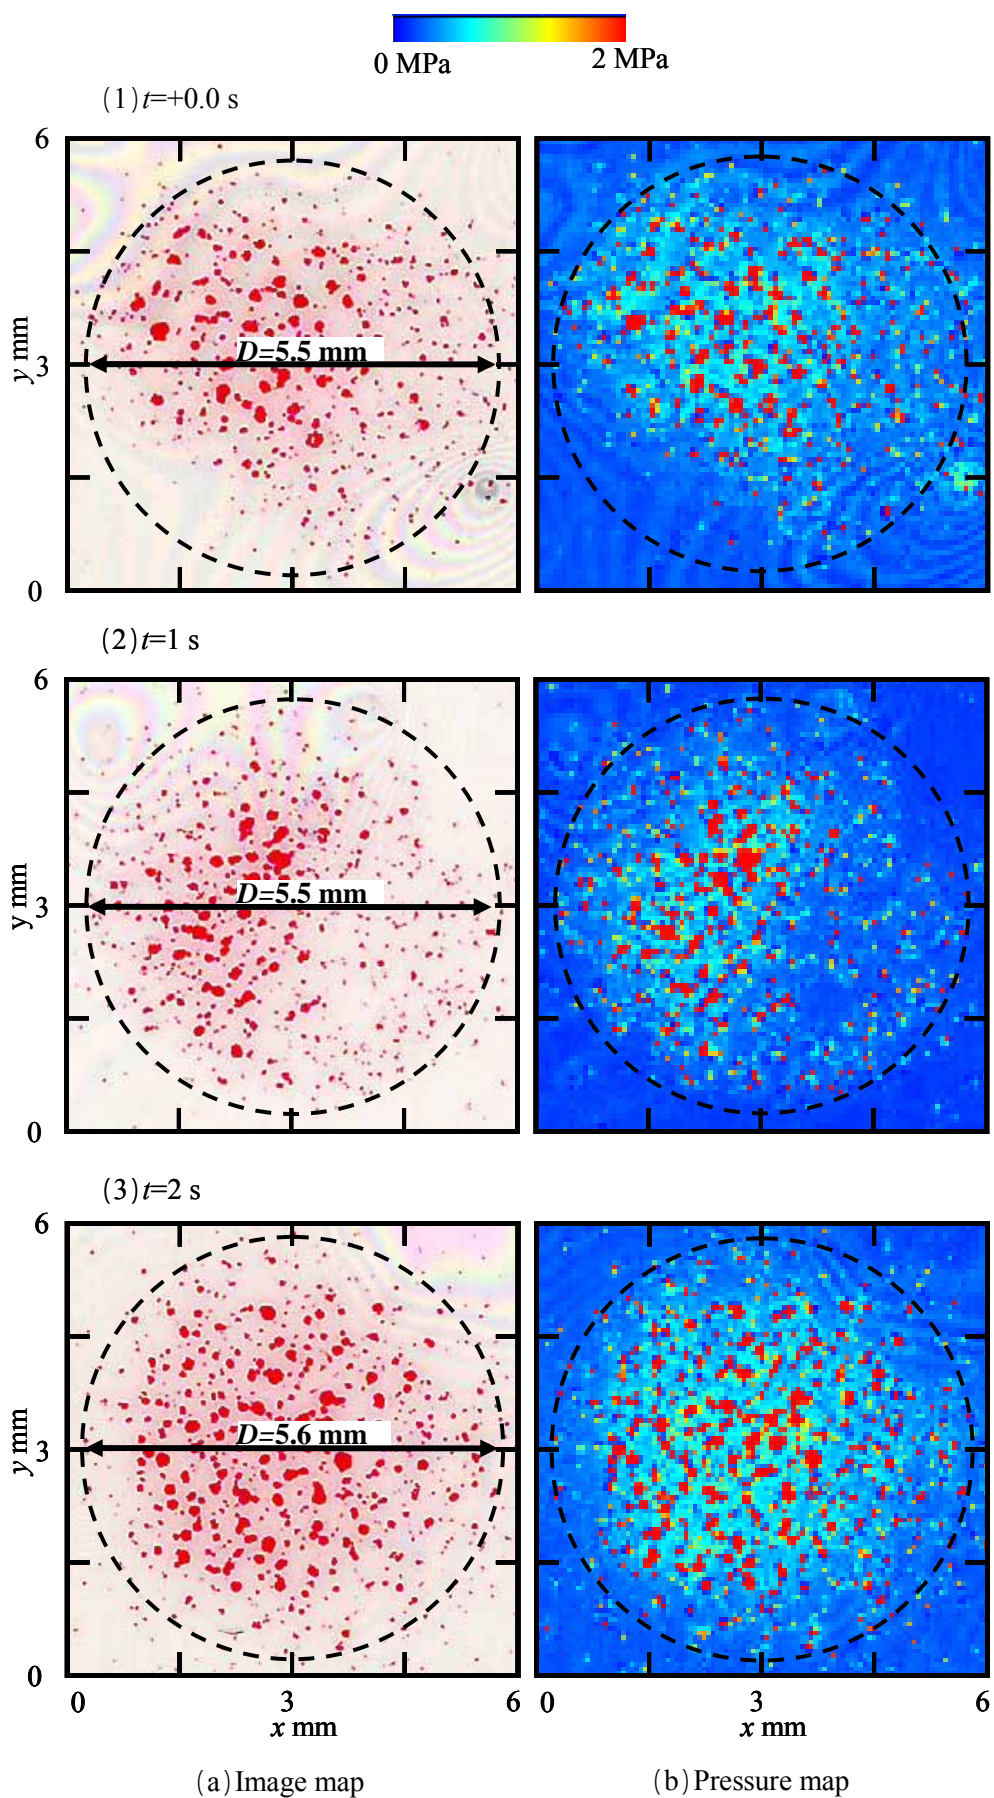 0 MPa 2 MPa
(1) t=+0.0 s
6
D=5.5 mm
y mm 3
0
(2) t=1 s
6
D=5.5 mm
y mm 3
0
(3) t=2 s
6
D=5.6 mm
y mm 3
0
0 3 6 0 3 6
x mm x mm
(a) Image map (b) Pressure map